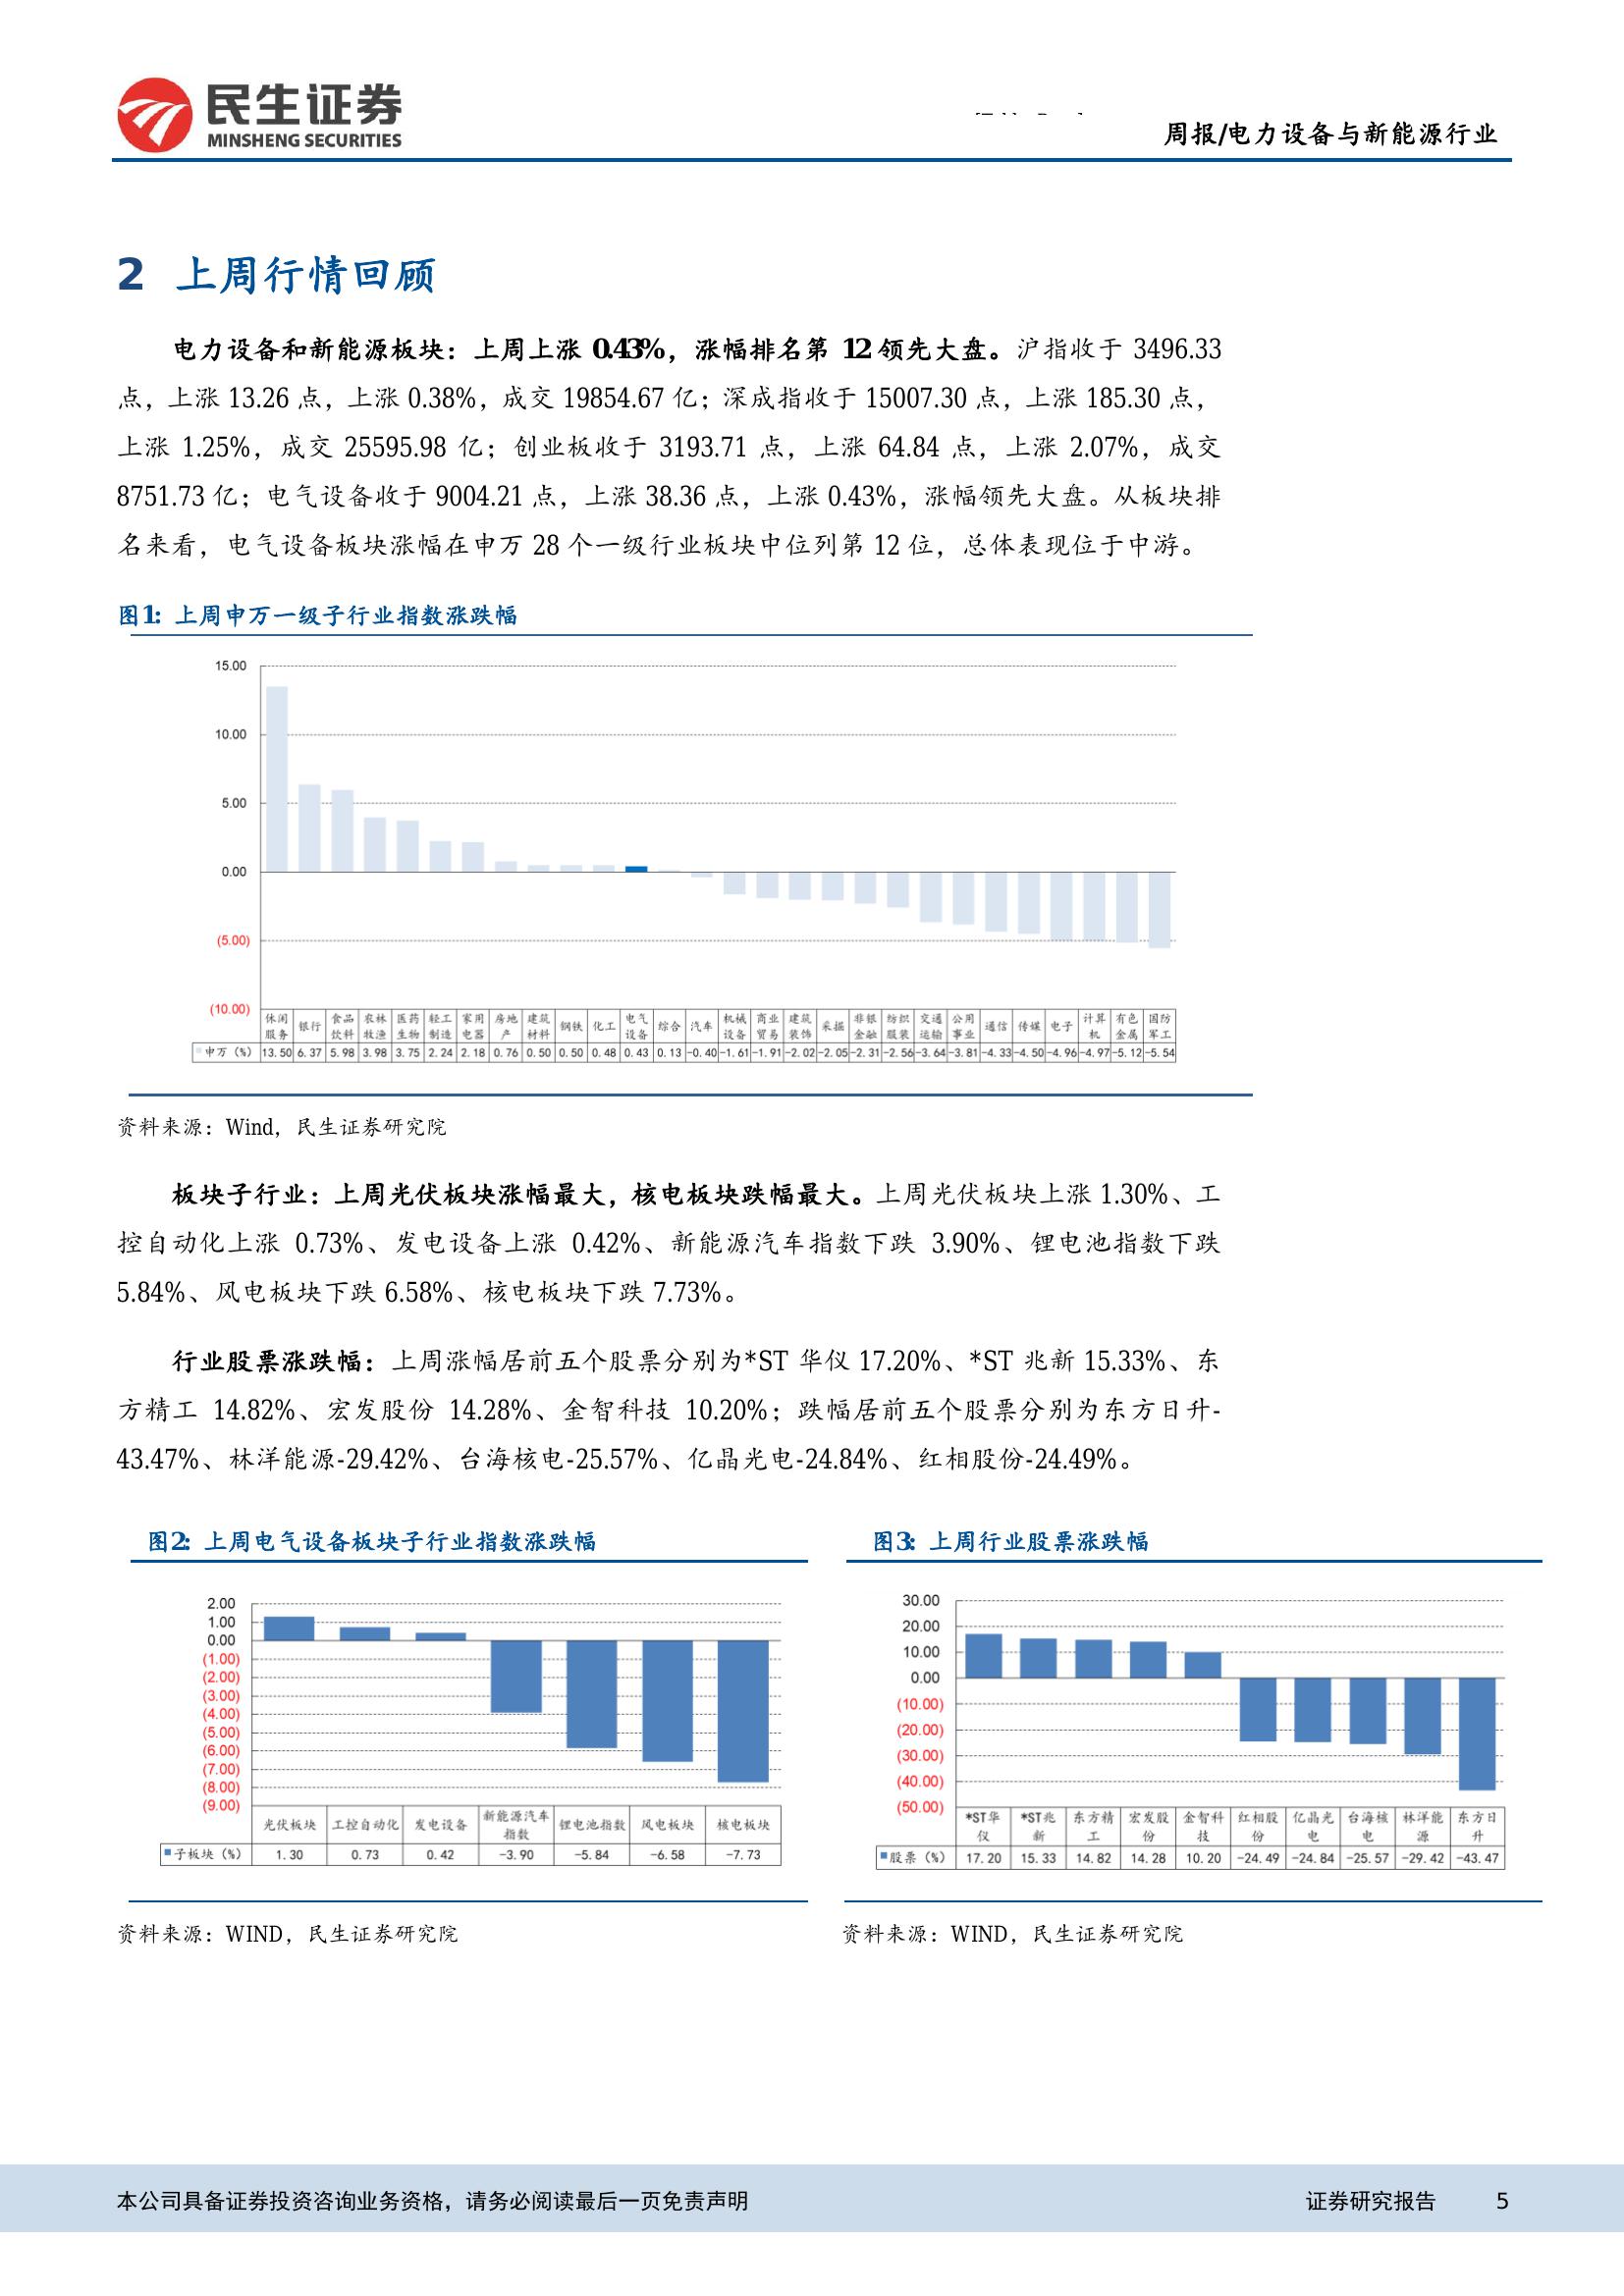 民生证券
MINSHENG SECURITIES
周报/电力设备与新能源行业
2 上周行情回顾
电力设备和新能源板块：上周上涨 0.43%，涨幅排名第 12 领先大盘。沪指收于 3496.33
点，上涨 13.26 点，上涨 0.38%，成交 19854.67 亿；深成指收于 15007.30 点，上涨 185.30 点，
上涨 1.25%，成交 25595.98 亿；创业板收于 3193.71 点，上涨 64.84 点，上涨 2.07%，成交
8751.73 亿；电气设备收于 9004.21 点，上涨 38.36 点，上涨 0.43%，涨幅领先大盘。从板块排
名来看，电气设备板块涨幅在申万 28 个一级行业板块中位列第 12 位，总体表现位于中游。
图1：上周申万一级子行业指数涨跌幅
15.00
10.00
5.00
0.00
(5.00)
(10.00)
休闲服务 银行 食品饮料 农林牧渔 医药生物 轻工制造 家用电器 房地产 建筑材料 钢铁 化工 电气设备 综合 汽车 机械设备 商业贸易 建筑装饰 采掘 非银金融 纺织服装 交通运输 公用事业 通信 传媒 电子 计算机 有色金属 国防军工
申万（%） 13.50 6.37 5.98 3.98 3.75 2.24 2.18 0.76 0.50 0.50 0.48 0.43 0.13 -0.40 -1.61 -1.91 -2.02 -2.05 -2.31 -2.56 -3.64 -3.81 -4.33 -4.50 -4.96 -4.97 -5.12 -5.54
资料来源：Wind，民生证券研究院
板块子行业：上周光伏板块涨幅最大，核电板块跌幅最大。上周光伏板块上涨 1.30%、工
控自动化上涨 0.73%、发电设备上涨 0.42%、新能源汽车指数下跌 3.90%、锂电池指数下跌
5.84%、风电板块下跌 6.58%、核电板块下跌 7.73%。
行业股票涨跌幅：上周涨幅居前五个股票分别为*ST 华仪 17.20%、*ST 兆新 15.33%、东
方精工 14.82%、宏发股份 14.28%、金智科技 10.20%；跌幅居前五个股票分别为东方日升-
43.47%、林洋能源-29.42%、台海核电-25.57%、亿晶光电-24.84%、红相股份-24.49%。
图2：上周电气设备板块子行业指数涨跌幅
2.00
1.00
0.00
(1.00)
(2.00)
(3.00)
(4.00)
(5.00)
(6.00)
(7.00)
(8.00)
(9.00)
光伏板块 工控自动化 发电设备 新能源汽车指数 锂电池指数 风电板块 核电板块
子板块（%） 1.30 0.73 0.42 -3.90 -5.84 -6.58 -7.73
资料来源：WIND，民生证券研究院
图3：上周行业股票涨跌幅
30.00
20.00
10.00
0.00
(10.00)
(20.00)
(30.00)
(40.00)
(50.00)
*ST华仪 *ST兆新 东方精工 宏发股份 金智科技 红相股份 亿晶光电 台海核电 林洋能源 东方日升
股票（%） 17.20 15.33 14.82 14.28 10.20 -24.49 -24.84 -25.57 -29.42 -43.47
资料来源：WIND，民生证券研究院
本公司具备证券投资咨询业务资格，请务必阅读最后一页免责声明
证券研究报告 5